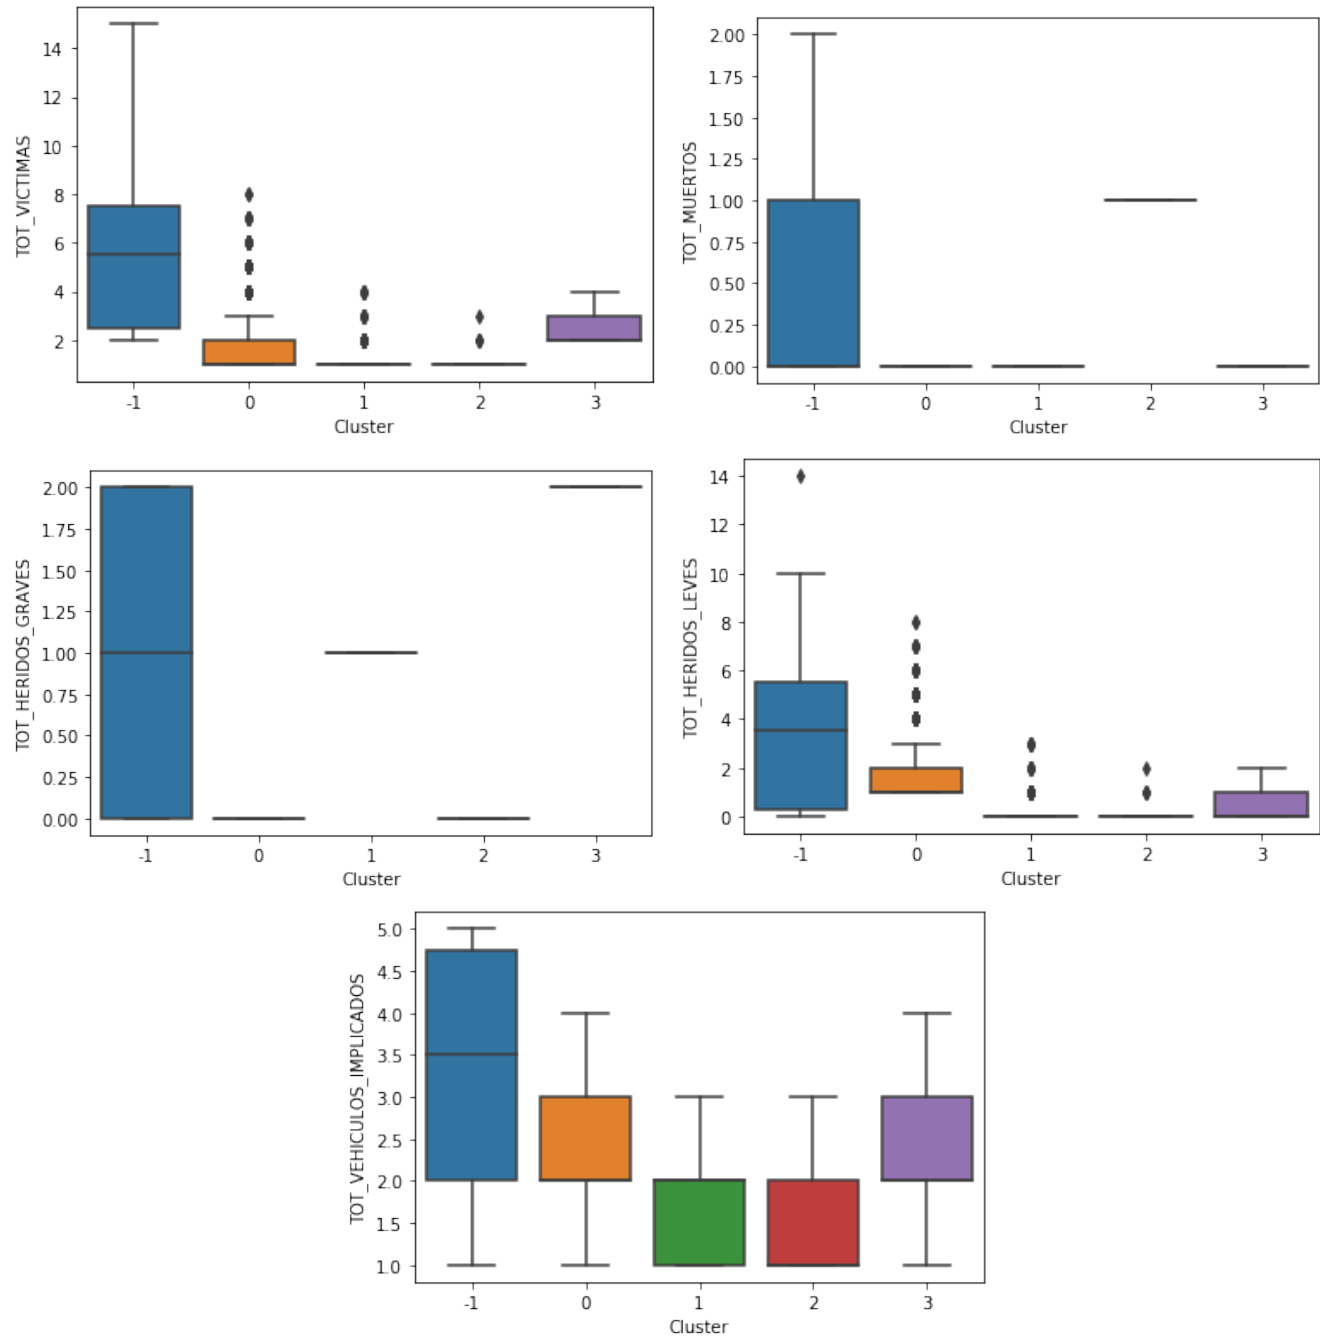 TOT_VICTIMAS
14
12
10
8
6
4
2
-1 0 1 2 3
Cluster
TOT_MUERTOS
2.00
1.75
1.50
1.25
1.00
0.75
0.50
0.25
0.00
-1 0 1 2 3
Cluster
TOT_HERIDOS_GRAVES
2.00
1.75
1.50
1.25
1.00
0.75
0.50
0.25
0.00
-1 0 1 2 3
Cluster
TOT_HERIDOS_LEVES
14
12
10
8
6
4
2
0
-1 0 1 2 3
Cluster
TOT_VEHICULOS_IMPLICADOS
5.0
4.5
4.0
3.5
3.0
2.5
2.0
1.5
1.0
-1 0 1 2 3
Cluster